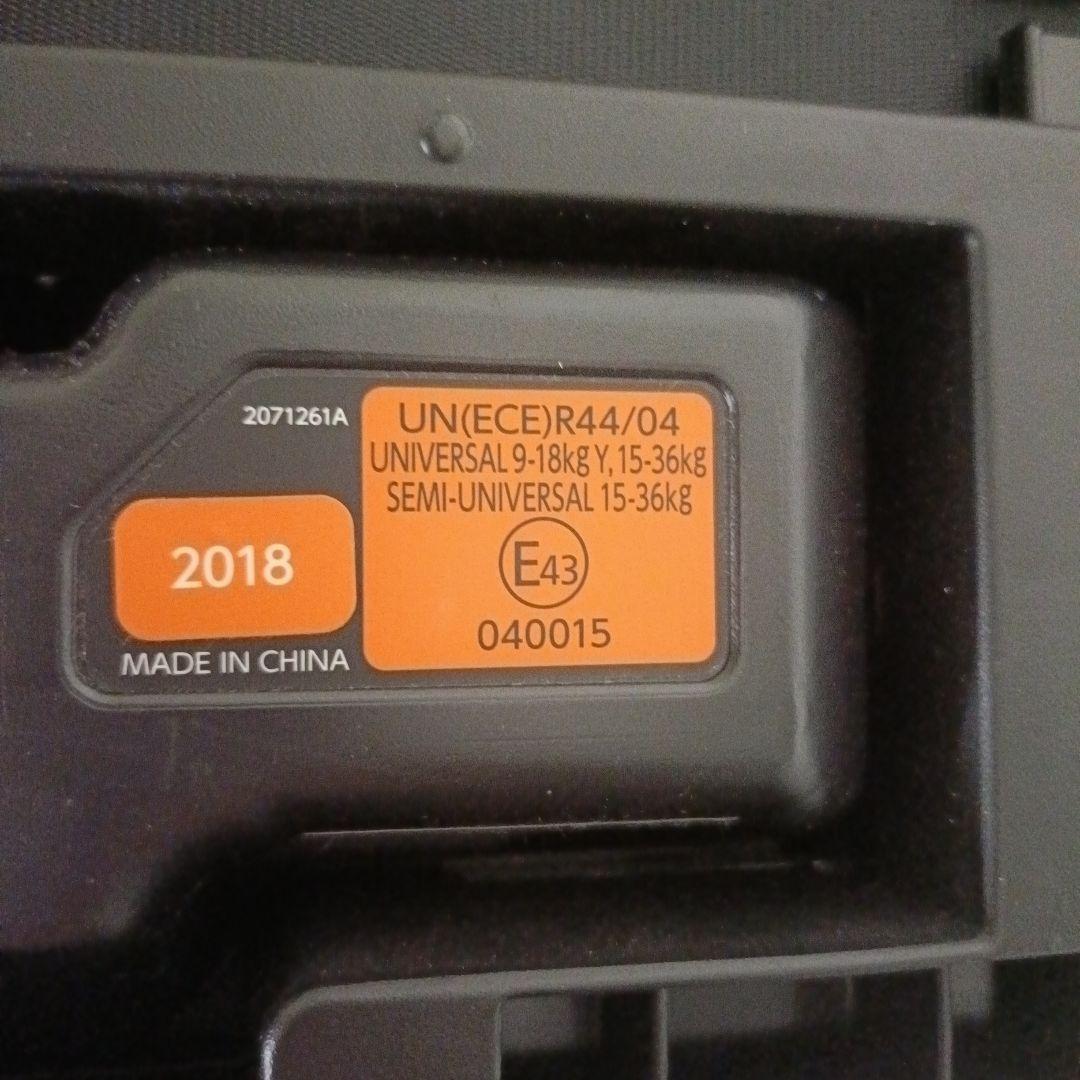 2071261A
2018
MADE IN CHINA
UN(ECE)R44/04
UNIVERSAL 9-18kg Y, 15-36kg
SEMI-UNIVERSAL 15-36kg
E43
040015